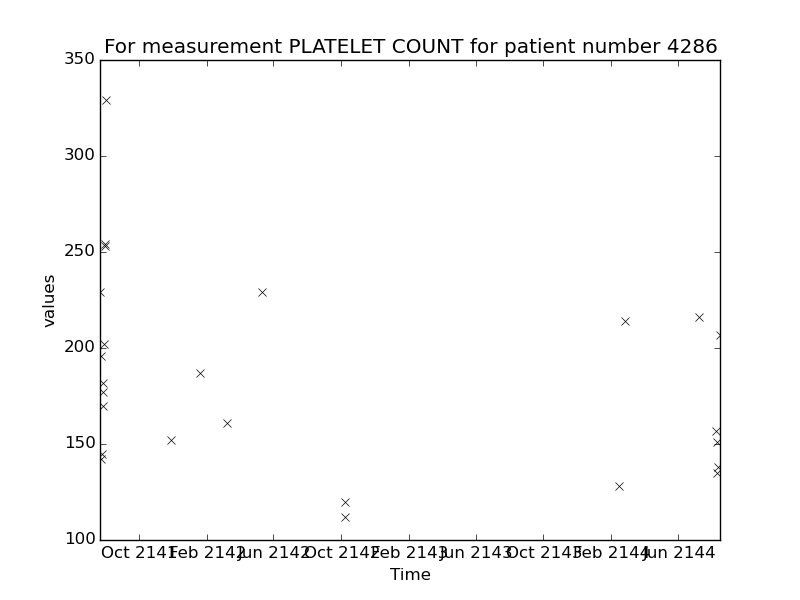 For measurement PLATELET COUNT for patient number 4286
350
300
250
200
150
100
values
Oct 2141 Feb 2142 Jun 2142 Oct 2142 Feb 2143 Jun 2143 Oct 2143 Feb 2144 Jun 2144
Time